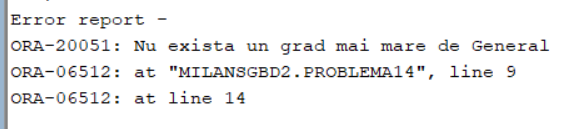 Error report -
ORA-20051: Nu exista un grad mai mare de General
ORA-06512: at "MILANSGBD2.PROBLEMA14", line 9
ORA-06512: at line 14